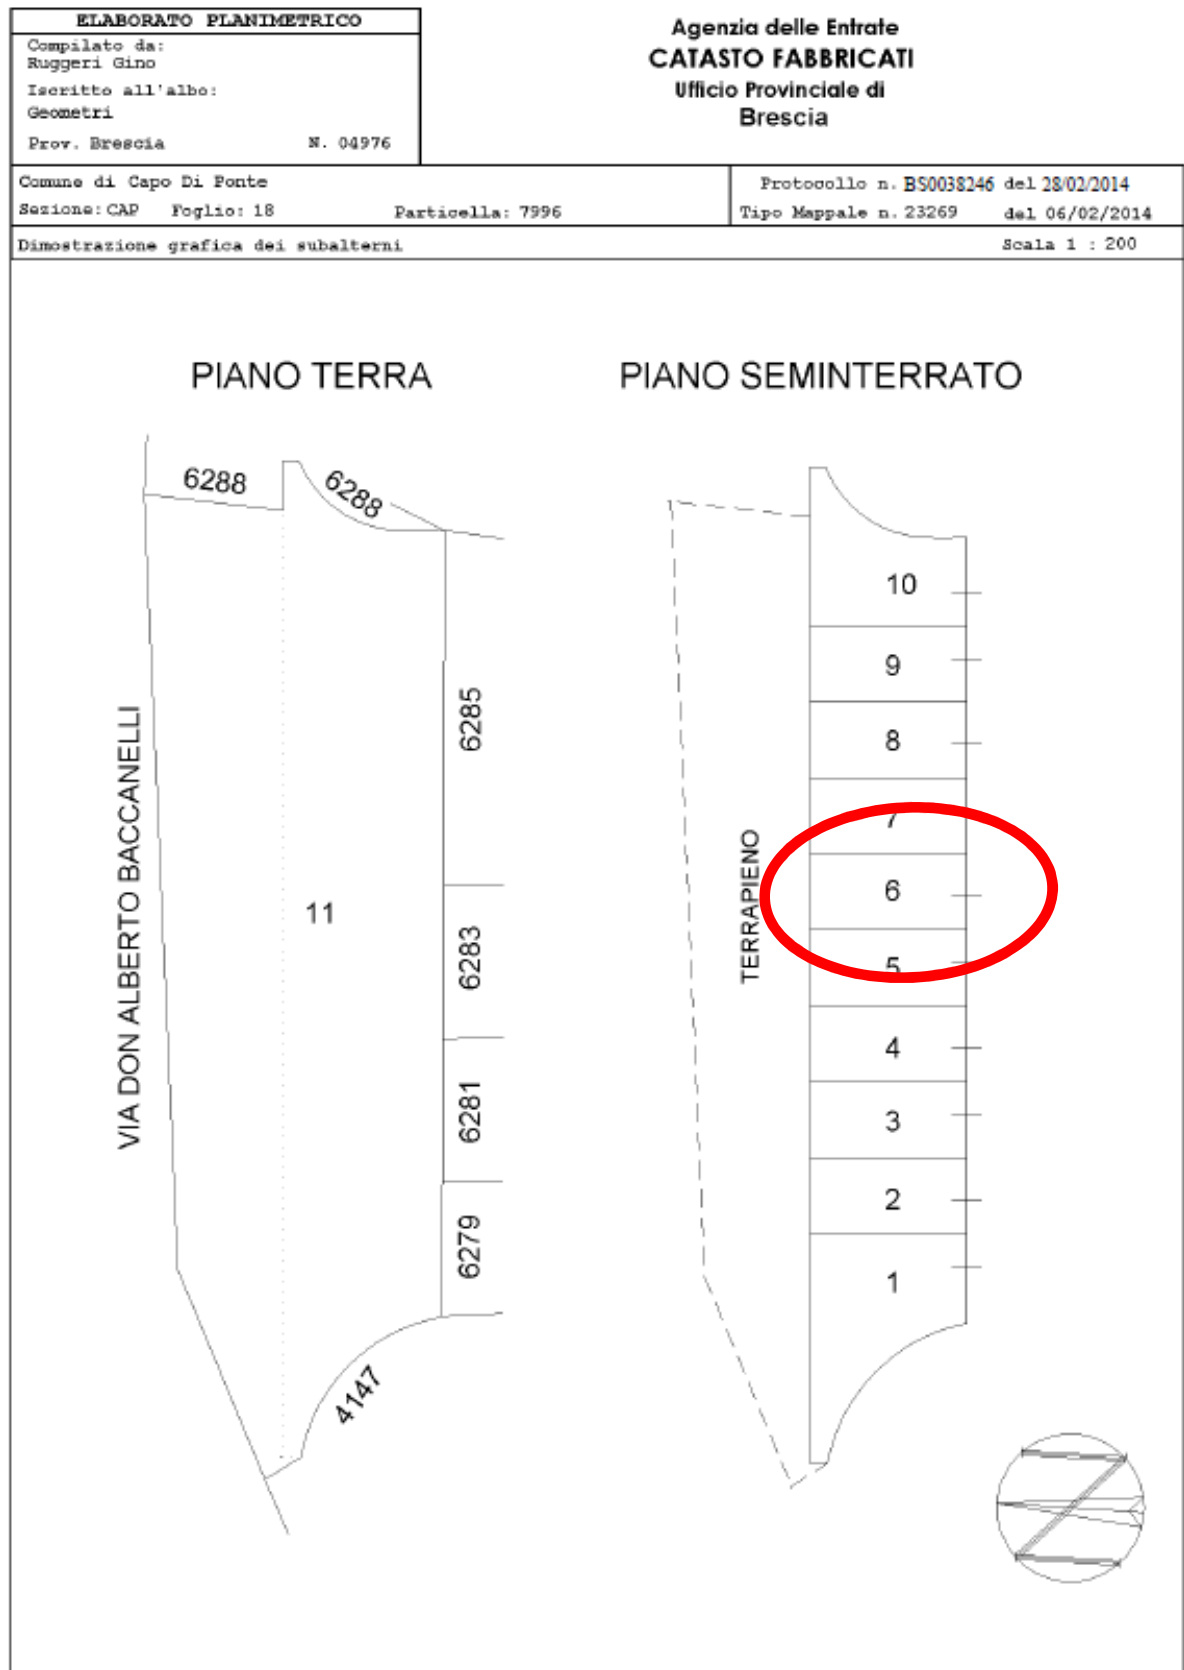 ELABORATO PLANIMETRICO
Compilato da:
Ruggeri Gino
Iscritto all'albo:
Geometri
Prov. Brescia N. 04976
Agenzia delle Entrate
CATASTO FABBRICATI
Ufficio Provinciale di
Brescia
Comune di Capo Di Ponte
Sezione: CAP Foglio: 18 Particella: 7996
Protocollo n. BS0038246 del 28/02/2014
Tipo Mappale n. 23269 del 06/02/2014
Dimostrazione grafica dei subalterni
Scala 1 : 200
PIANO TERRA
6288
6288
VIA DON ALBERTO BACCANELLI
11
6285
6283
6281
6279
4147
PIANO SEMINTERRATO
TERRAPIENO
10
9
8
7
6
5
4
3
2
1